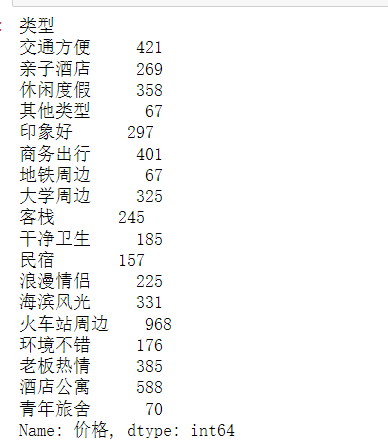 类型
交通方便 421
亲子酒店 269
休闲度假 358
其他类型 67
印象好 297
商务出行 401
地铁周边 67
大学周边 325
客栈 245
干净卫生 185
民宿 157
浪漫情侣 225
海滨风光 331
火车站周边 968
环境不错 176
老板热情 385
酒店公寓 588
青年旅舍 70
Name: 价格, dtype: int64